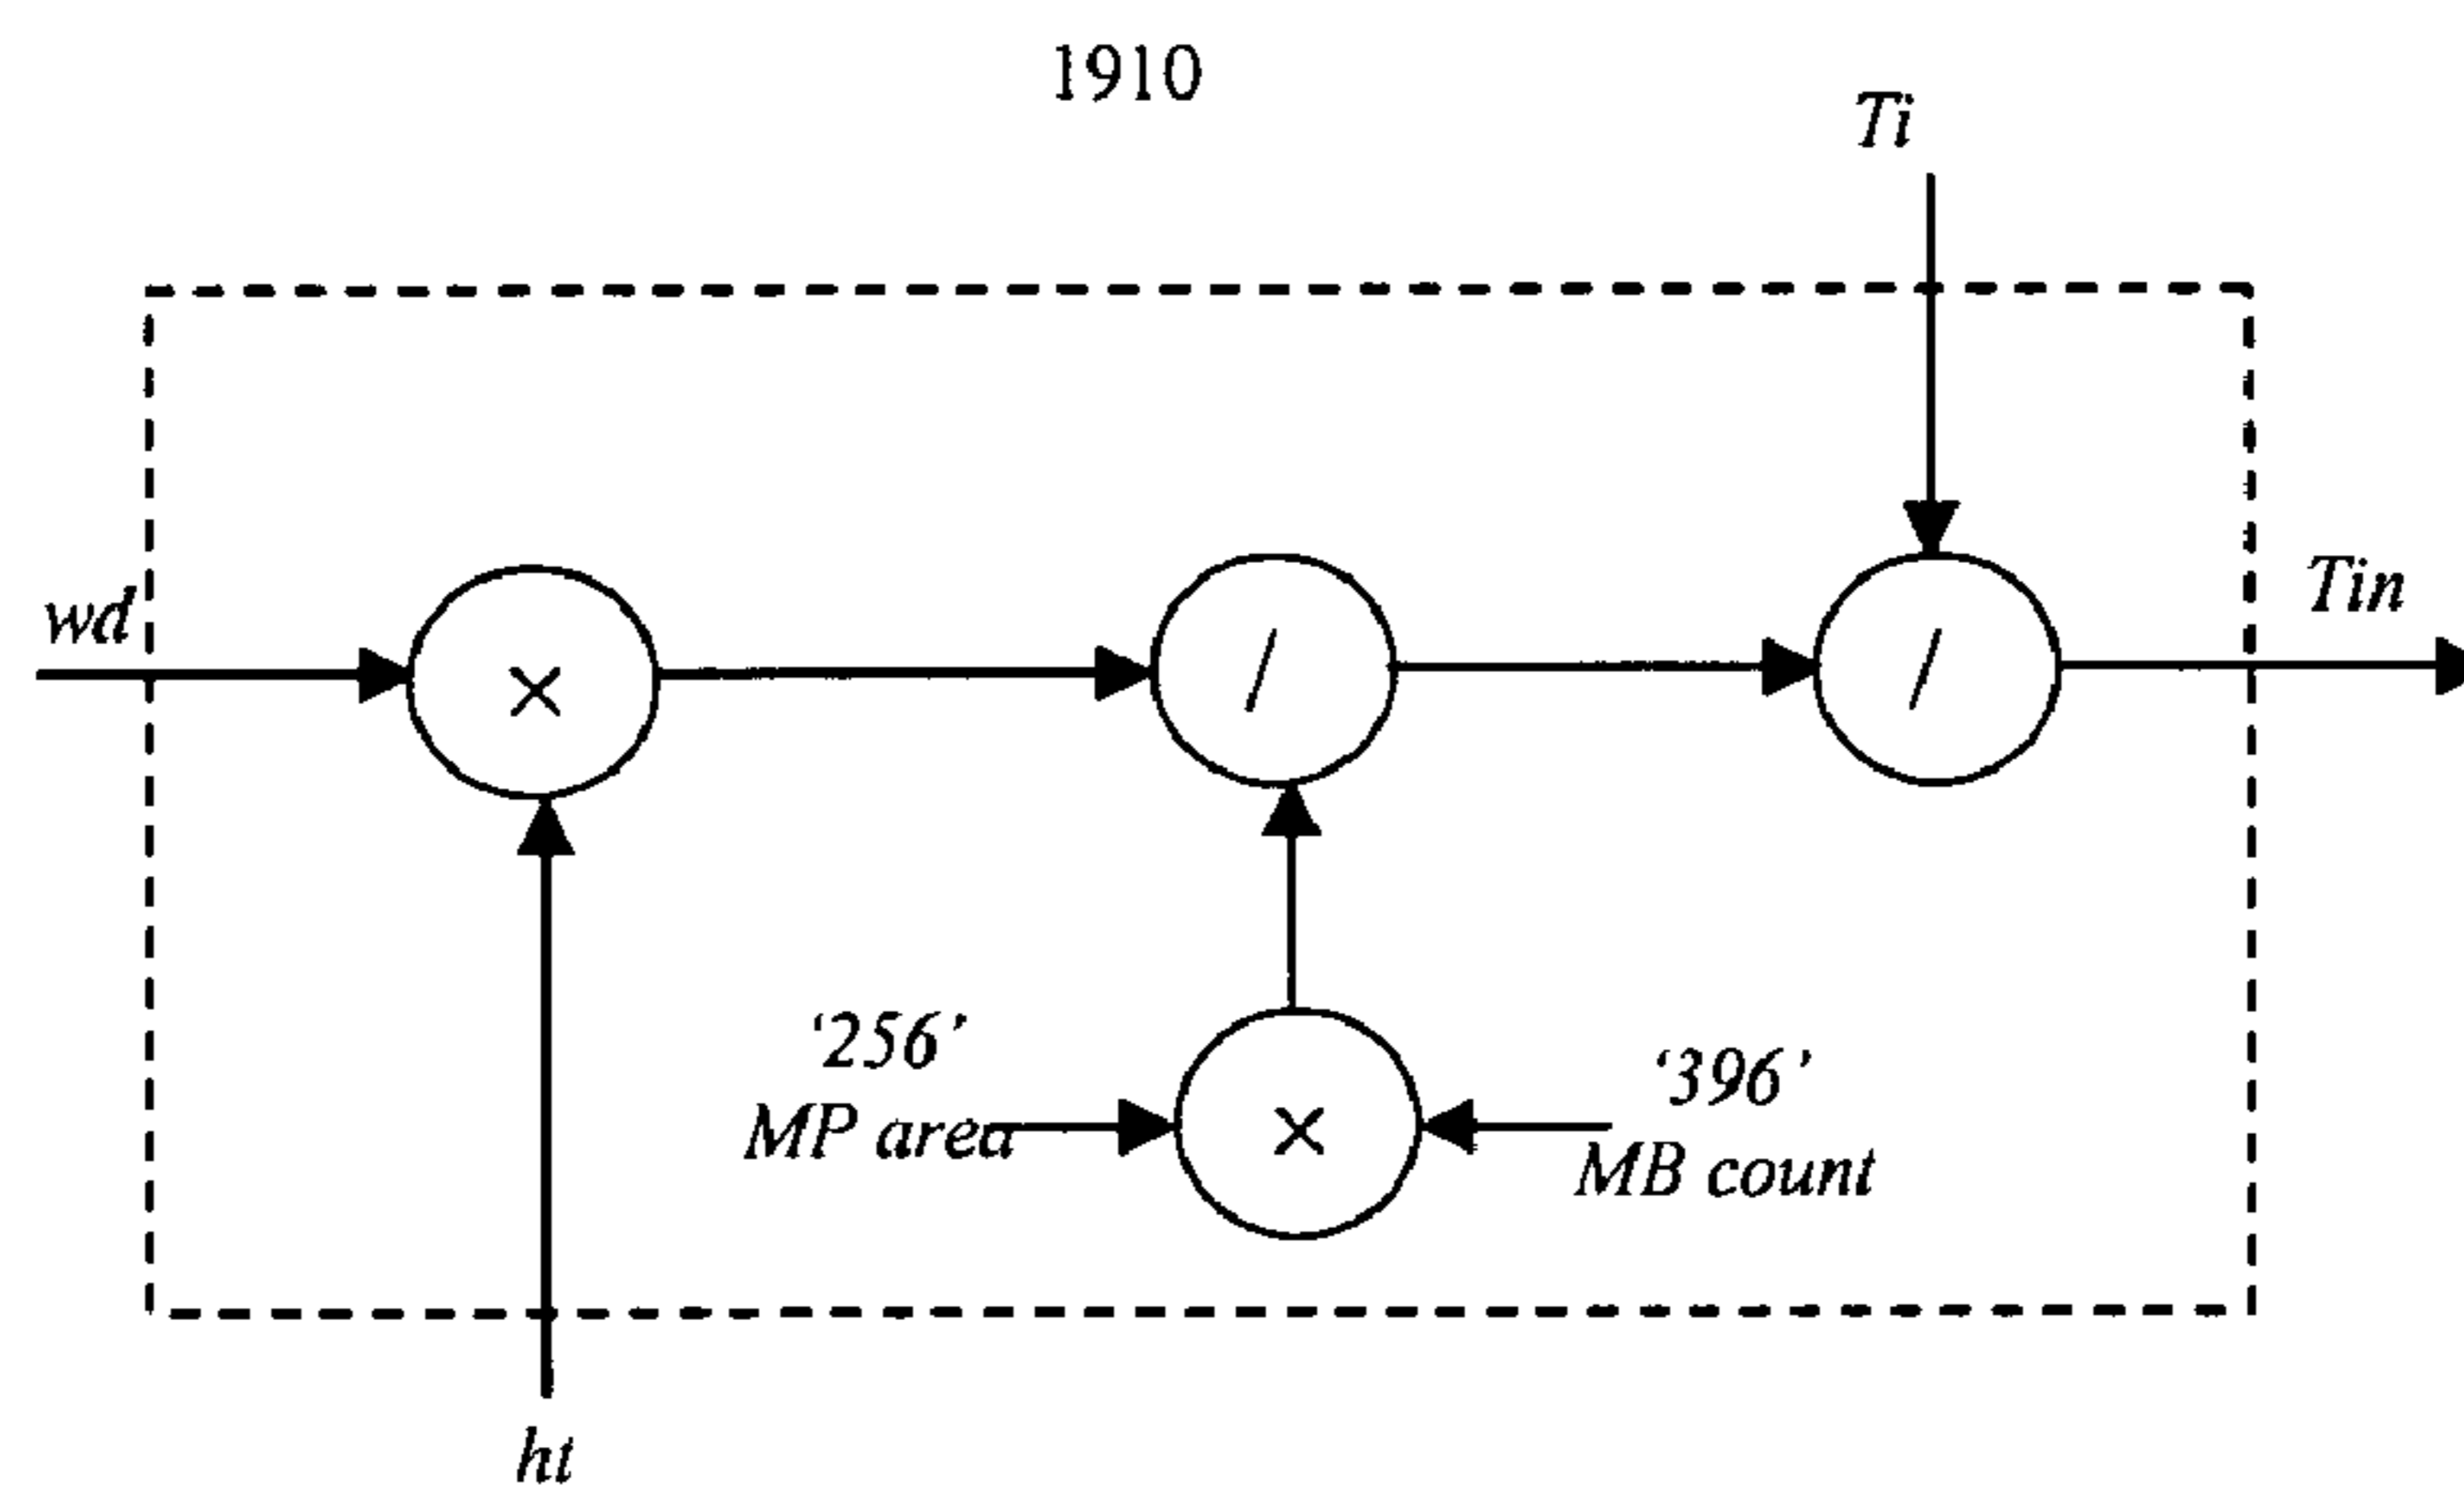 1910
Ti
wd
×
/
/
Tin
‘256’
MP area
×
‘396’
MB count
ht